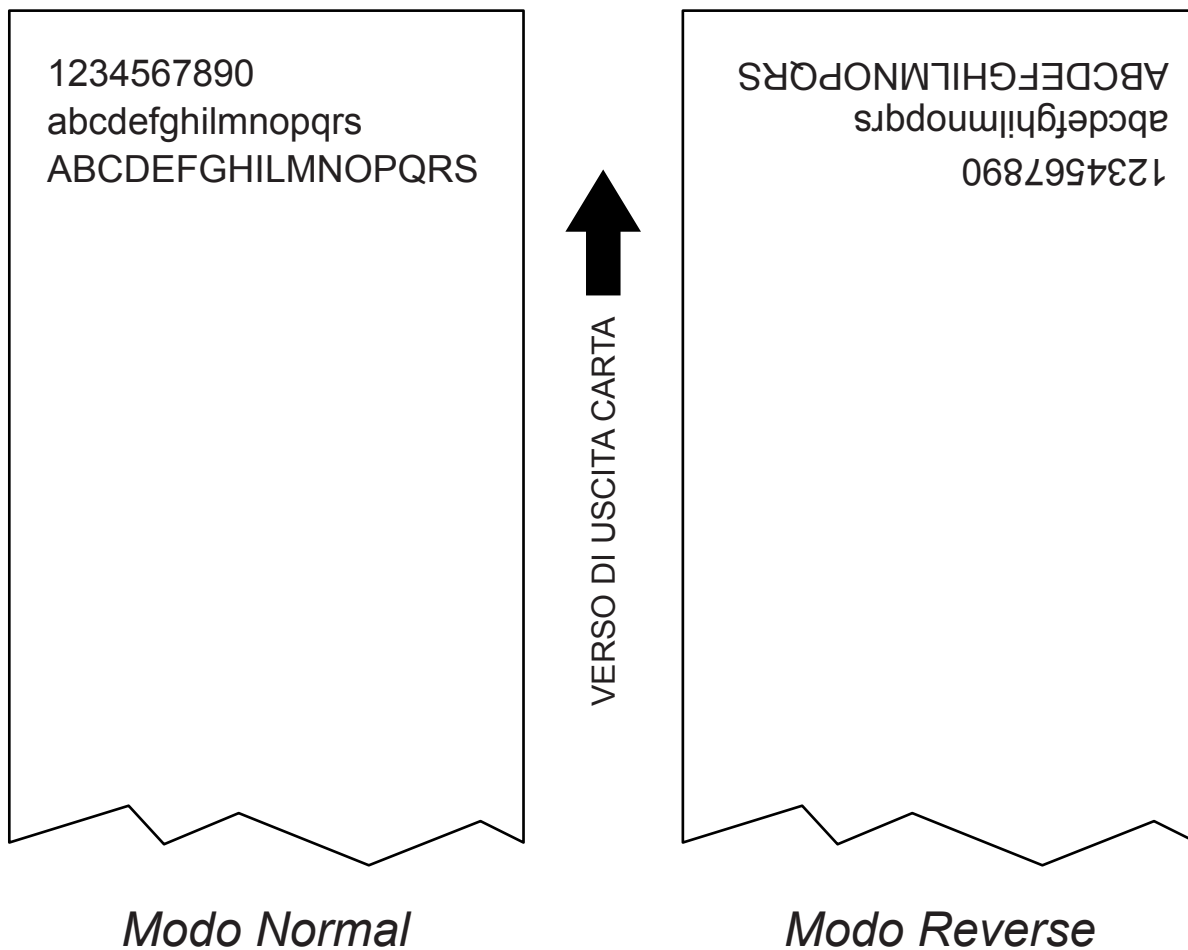 1234567890
abcdefghilmnopqrs
ABCDEFGHILMNOPQRS
VERSO DI USCITA CARTA
1234567890
abcdefghilmnopqrs
ABCDEFGHILMNOPQRS
Modo Normal
Modo Reverse